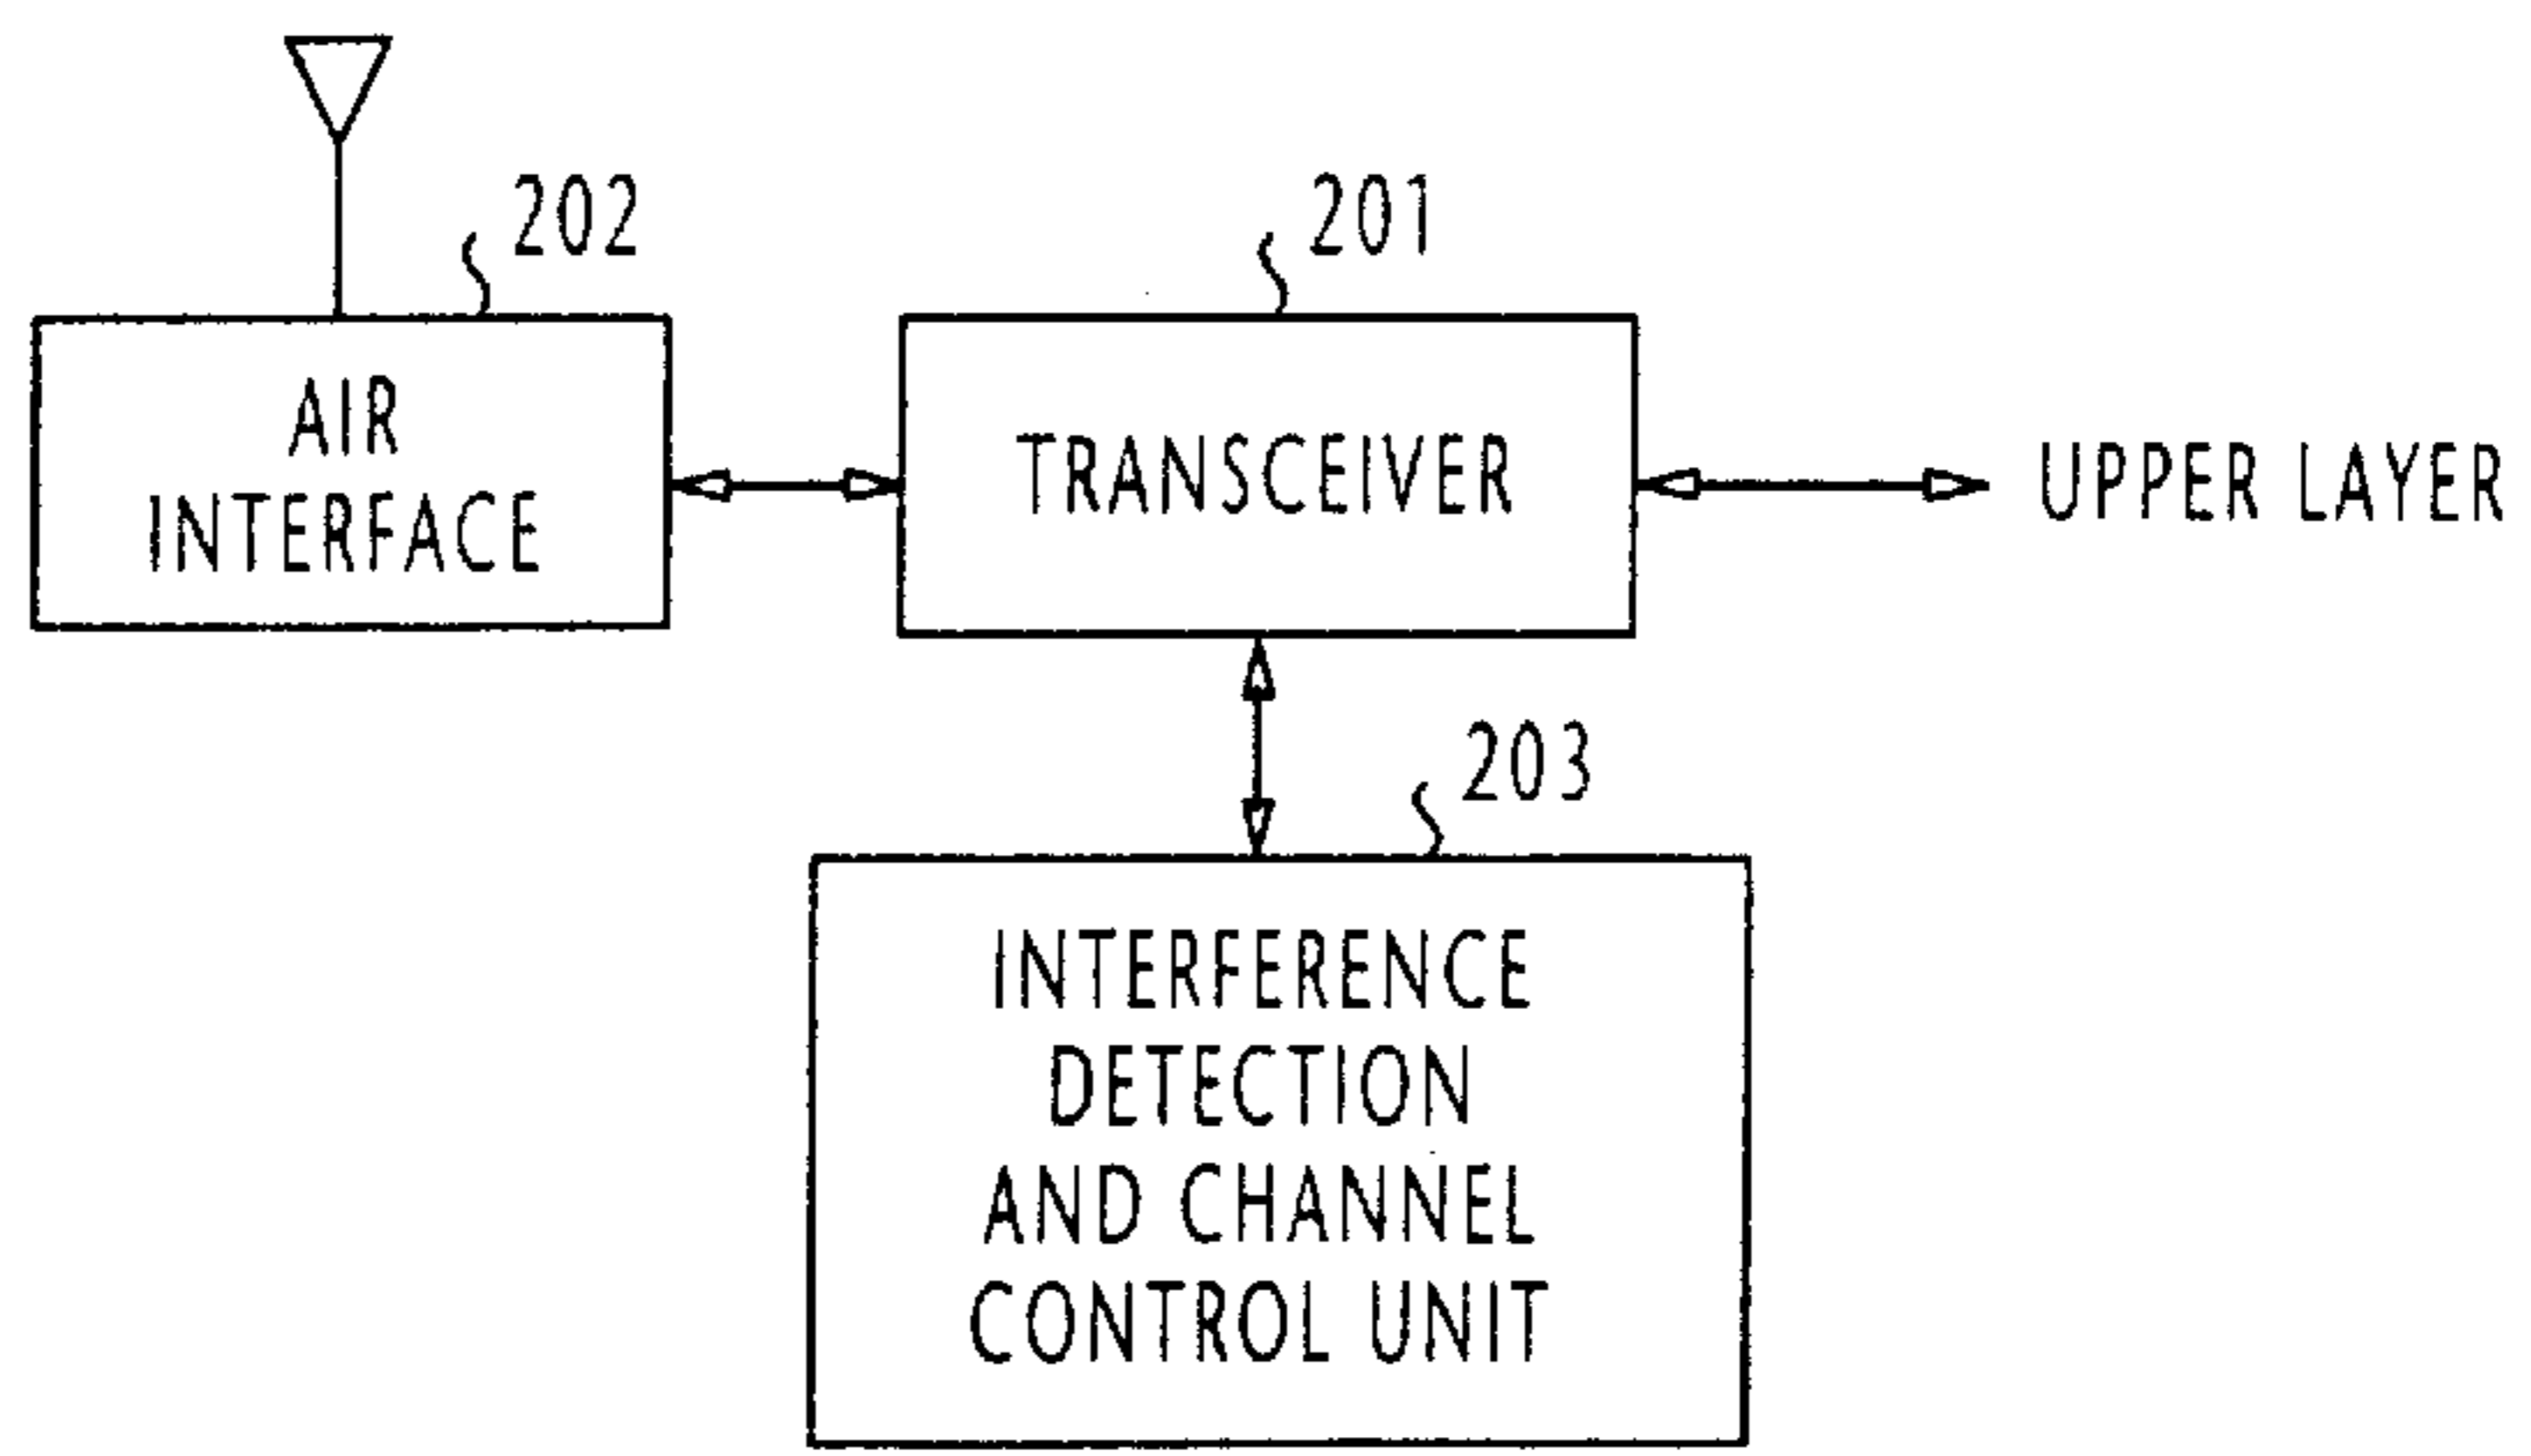 202
201
AIR
INTERFACE
TRANSCEIVER
UPPER LAYER
203
INTERFERENCE
DETECTION
AND CHANNEL
CONTROL UNIT